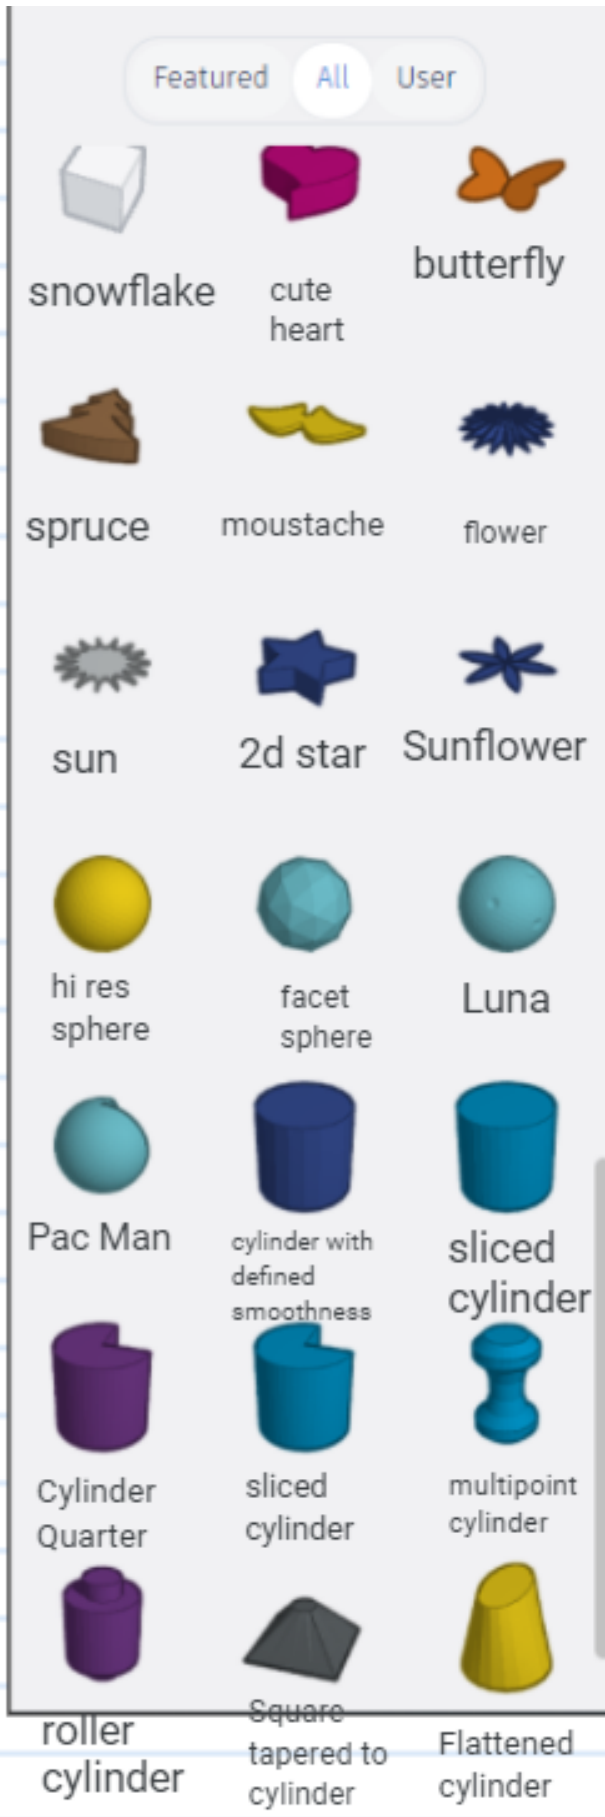 Featured All User
snowflake
cute
heart
butterfly
spruce
moustache
flower
sun
2d star
Sunflower
hi res
sphere
facet
sphere
Luna
Pac Man
cylinder with
defined
smoothness
sliced
cylinder
Cylinder
Quarter
sliced
cylinder
multipoint
cylinder
roller
cylinder
Square
tapered to
cylinder
Flattened
cylinder